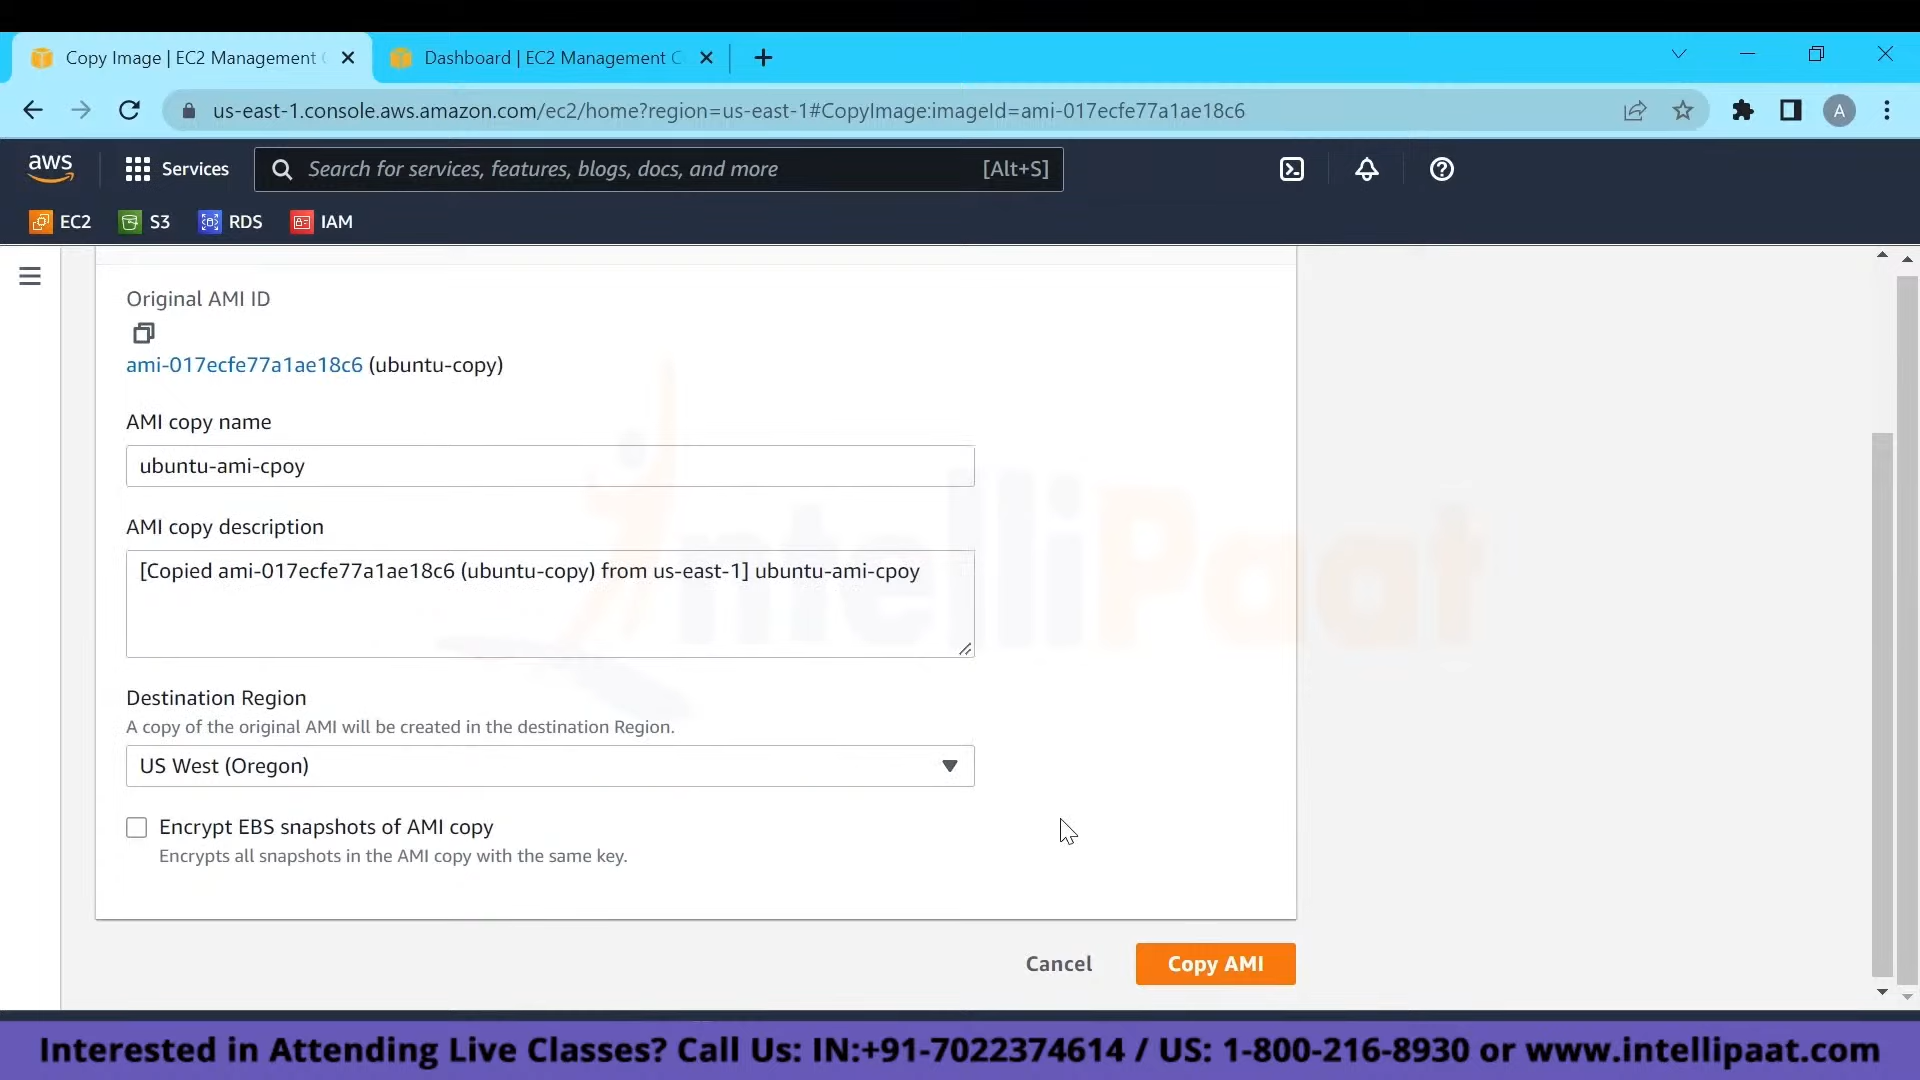 Copy Image | EC2 Management
Dashboard | EC2 Management C
us-east-1.console.aws.amazon.com/ec2/home?region=us-east-1#CopyImage:imageId=ami-017ecfe77a1ae18c6
A
aws
Services
Search for services, features, blogs, docs, and more
[Alt+S]
EC2
S3
RDS
IAM
Original AMI ID
ami-017ecfe77a1ae18c6 (ubuntu-copy)
AMI copy name
ubuntu-ami-cpoy
AMI copy description
[Copied ami-017ecfe77a1ae18c6 (ubuntu-copy) from us-east-1] ubuntu-ami-cpoy
IntelliPaat
Destination Region
A copy of the original AMI will be created in the destination Region.
US West (Oregon)
Encrypt EBS snapshots of AMI copy
Encrypts all snapshots in the AMI copy with the same key.
Cancel
Copy AMI
Interested in Attending Live Classes? Call Us: IN:+91-7022374614 / US: 1-800-216-8930 or www.intellipaat.com